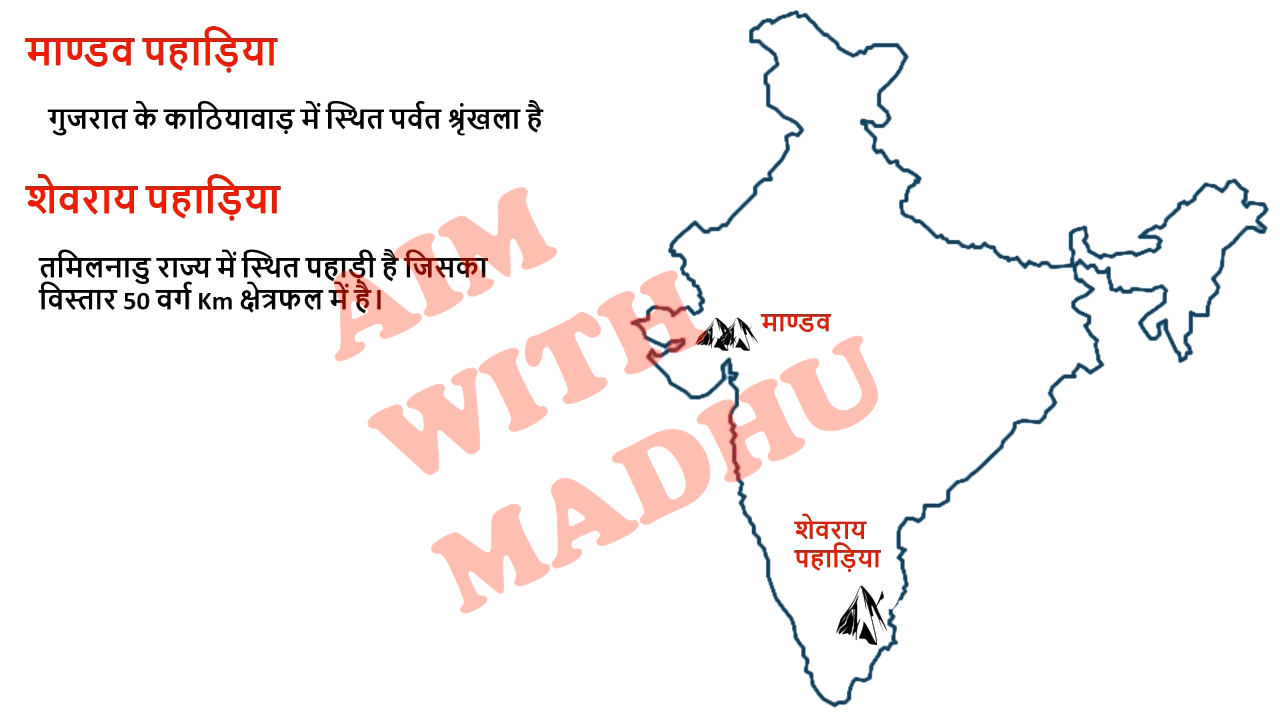 माण्डव पहाड़िया
गुजरात के काठियावाड़ में स्थित पर्वत श्रृंखला है
शेवराय पहाड़िया
तमिलनाडु राज्य में स्थित पहाडी है जिसका
विस्तार 50 वर्ग Km क्षेत्रफल में है।
AIM
WITH
MADHU
माण्डव
शेवराय
पहाड़िया